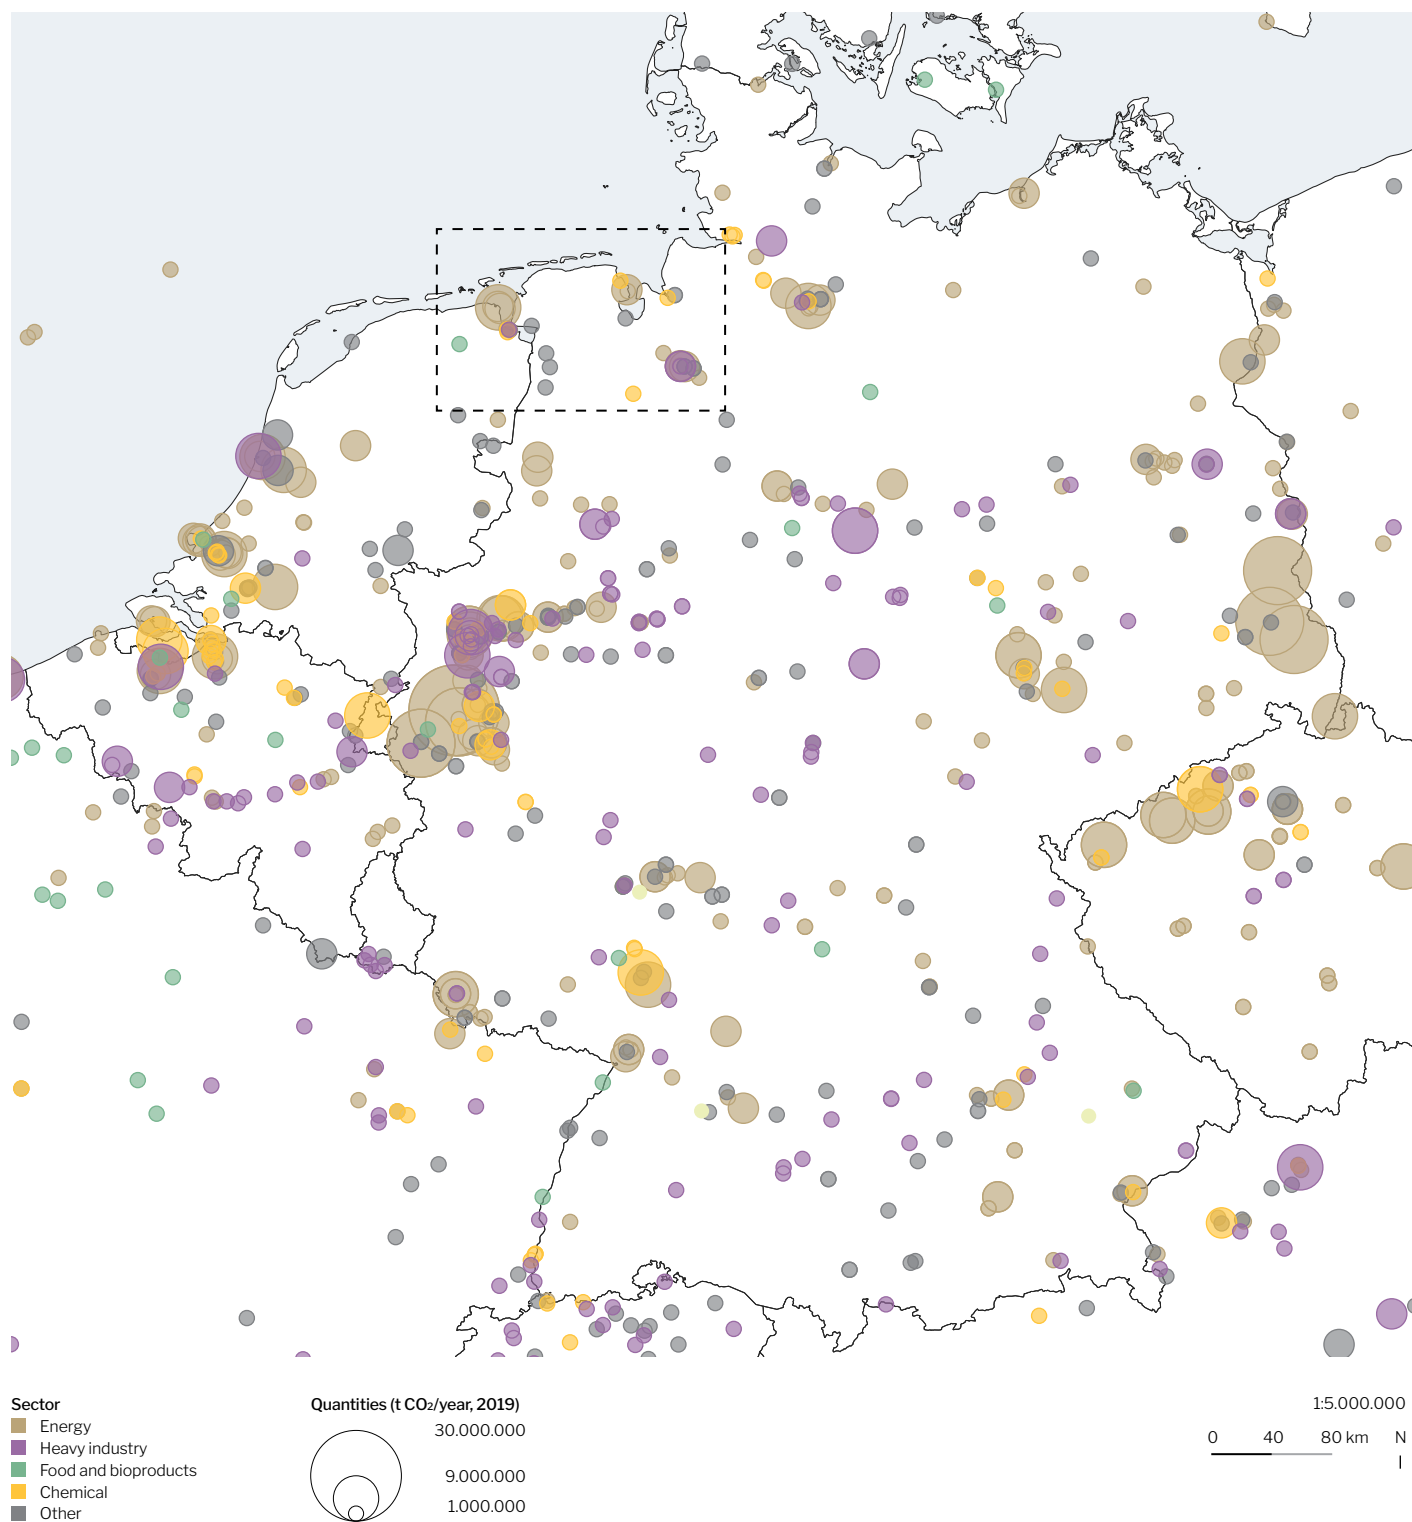 Sector
Energy
Heavy industry
Food and bioproducts
Chemical
Other
Quantities (t CO₂/year, 2019)
30.000.000
9.000.000
1.000.000
1:5.000.000
0 40 80 km N